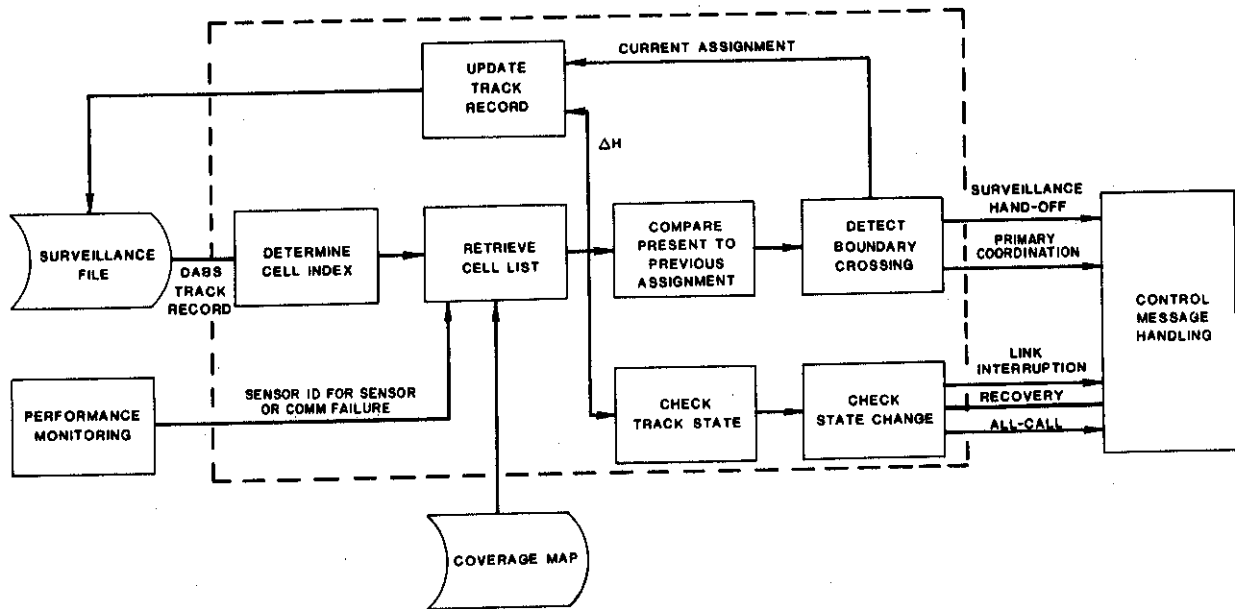 CURRENT ASSIGNMENT
UPDATE
TRACK
RECORD
ΔH
SURVEILLANCE
FILE
DABS
TRACK
RECORD
DETERMINE
CELL INDEX
RETRIEVE
CELL LIST
COMPARE
PRESENT TO
PREVIOUS
ASSIGNMENT
DETECT
BOUNDARY
CROSSING
SURVEILLANCE
HAND-OFF
PRIMARY
COORDINATION
CONTROL
MESSAGE
HANDLING
PERFORMANCE
MONITORING
SENSOR ID FOR SENSOR
OR COMM FAILURE
CHECK
TRACK STATE
CHECK
STATE CHANGE
LINK
INTERRUPTION
RECOVERY
ALL-CALL
COVERAGE MAP